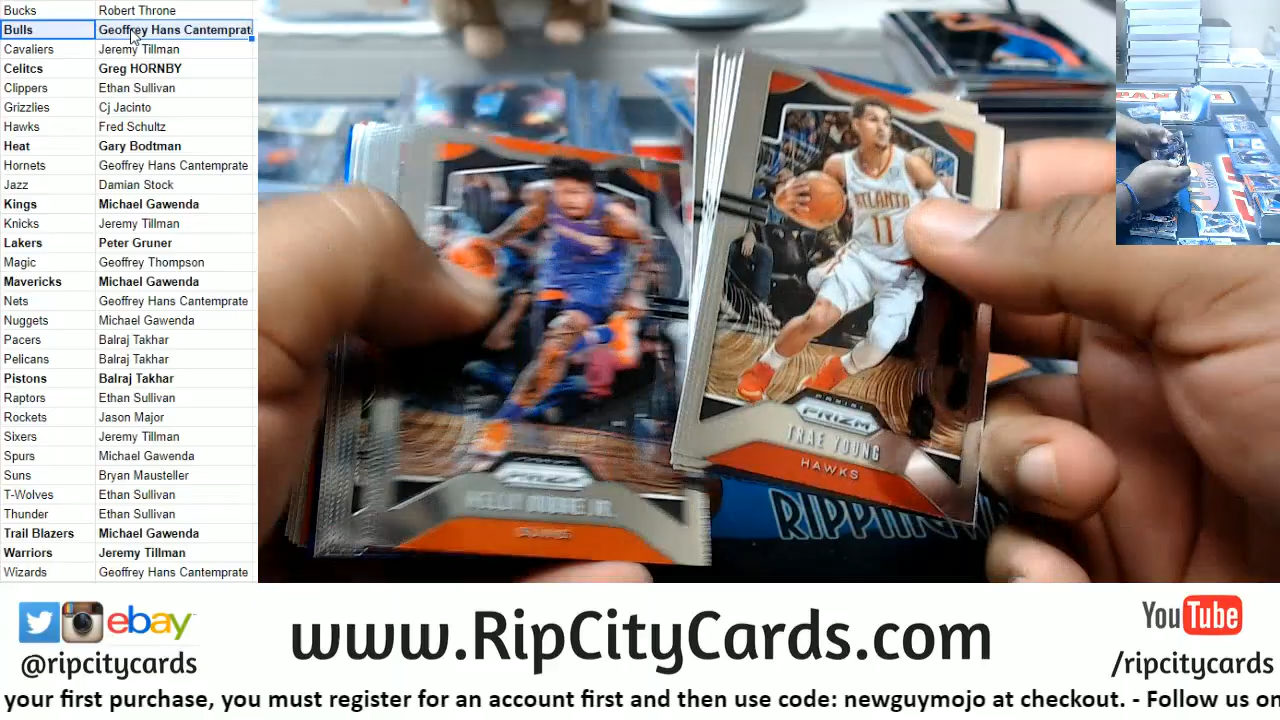 Bucks Robert Throne
Bulls Geoffrey Hans Cantemprat
Cavaliers Jeremy Tillman
Celitcs Greg HORNBY
Clippers Ethan Sullivan
Grizzlies Cj Jacinto
Hawks Fred Schultz
Heat Gary Bodtman
Hornets Geoffrey Hans Cantemprate
Jazz Damian Stock
Kings Michael Gawenda
Knicks Jeremy Tillman
Lakers Peter Gruner
Magic Geoffrey Thompson
Mavericks Michael Gawenda
Nets Geoffrey Hans Cantemprate
Nuggets Michael Gawenda
Pacers Balraj Takhar
Pelicans Balraj Takhar
Pistons Balraj Takhar
Raptors Ethan Sullivan
Rockets Jason Major
Sixers Jeremy Tillman
Spurs Michael Gawenda
Suns Bryan Mausteller
T-Wolves Ethan Sullivan
Thunder Ethan Sullivan
Trail Blazers Michael Gawenda
Warriors Jeremy Tillman
Wizards Geoffrey Hans Cantemprate
ATLANTA
11
PANINI
PRIZM
TRAE YOUNG
HAWKS
PRIZM
ebay
@ripcitycards
www.RipCityCards.com
YouTube
/ripcitycards
your first purchase, you must register for an account first and then use code: newguymojo at checkout. - Follow us on